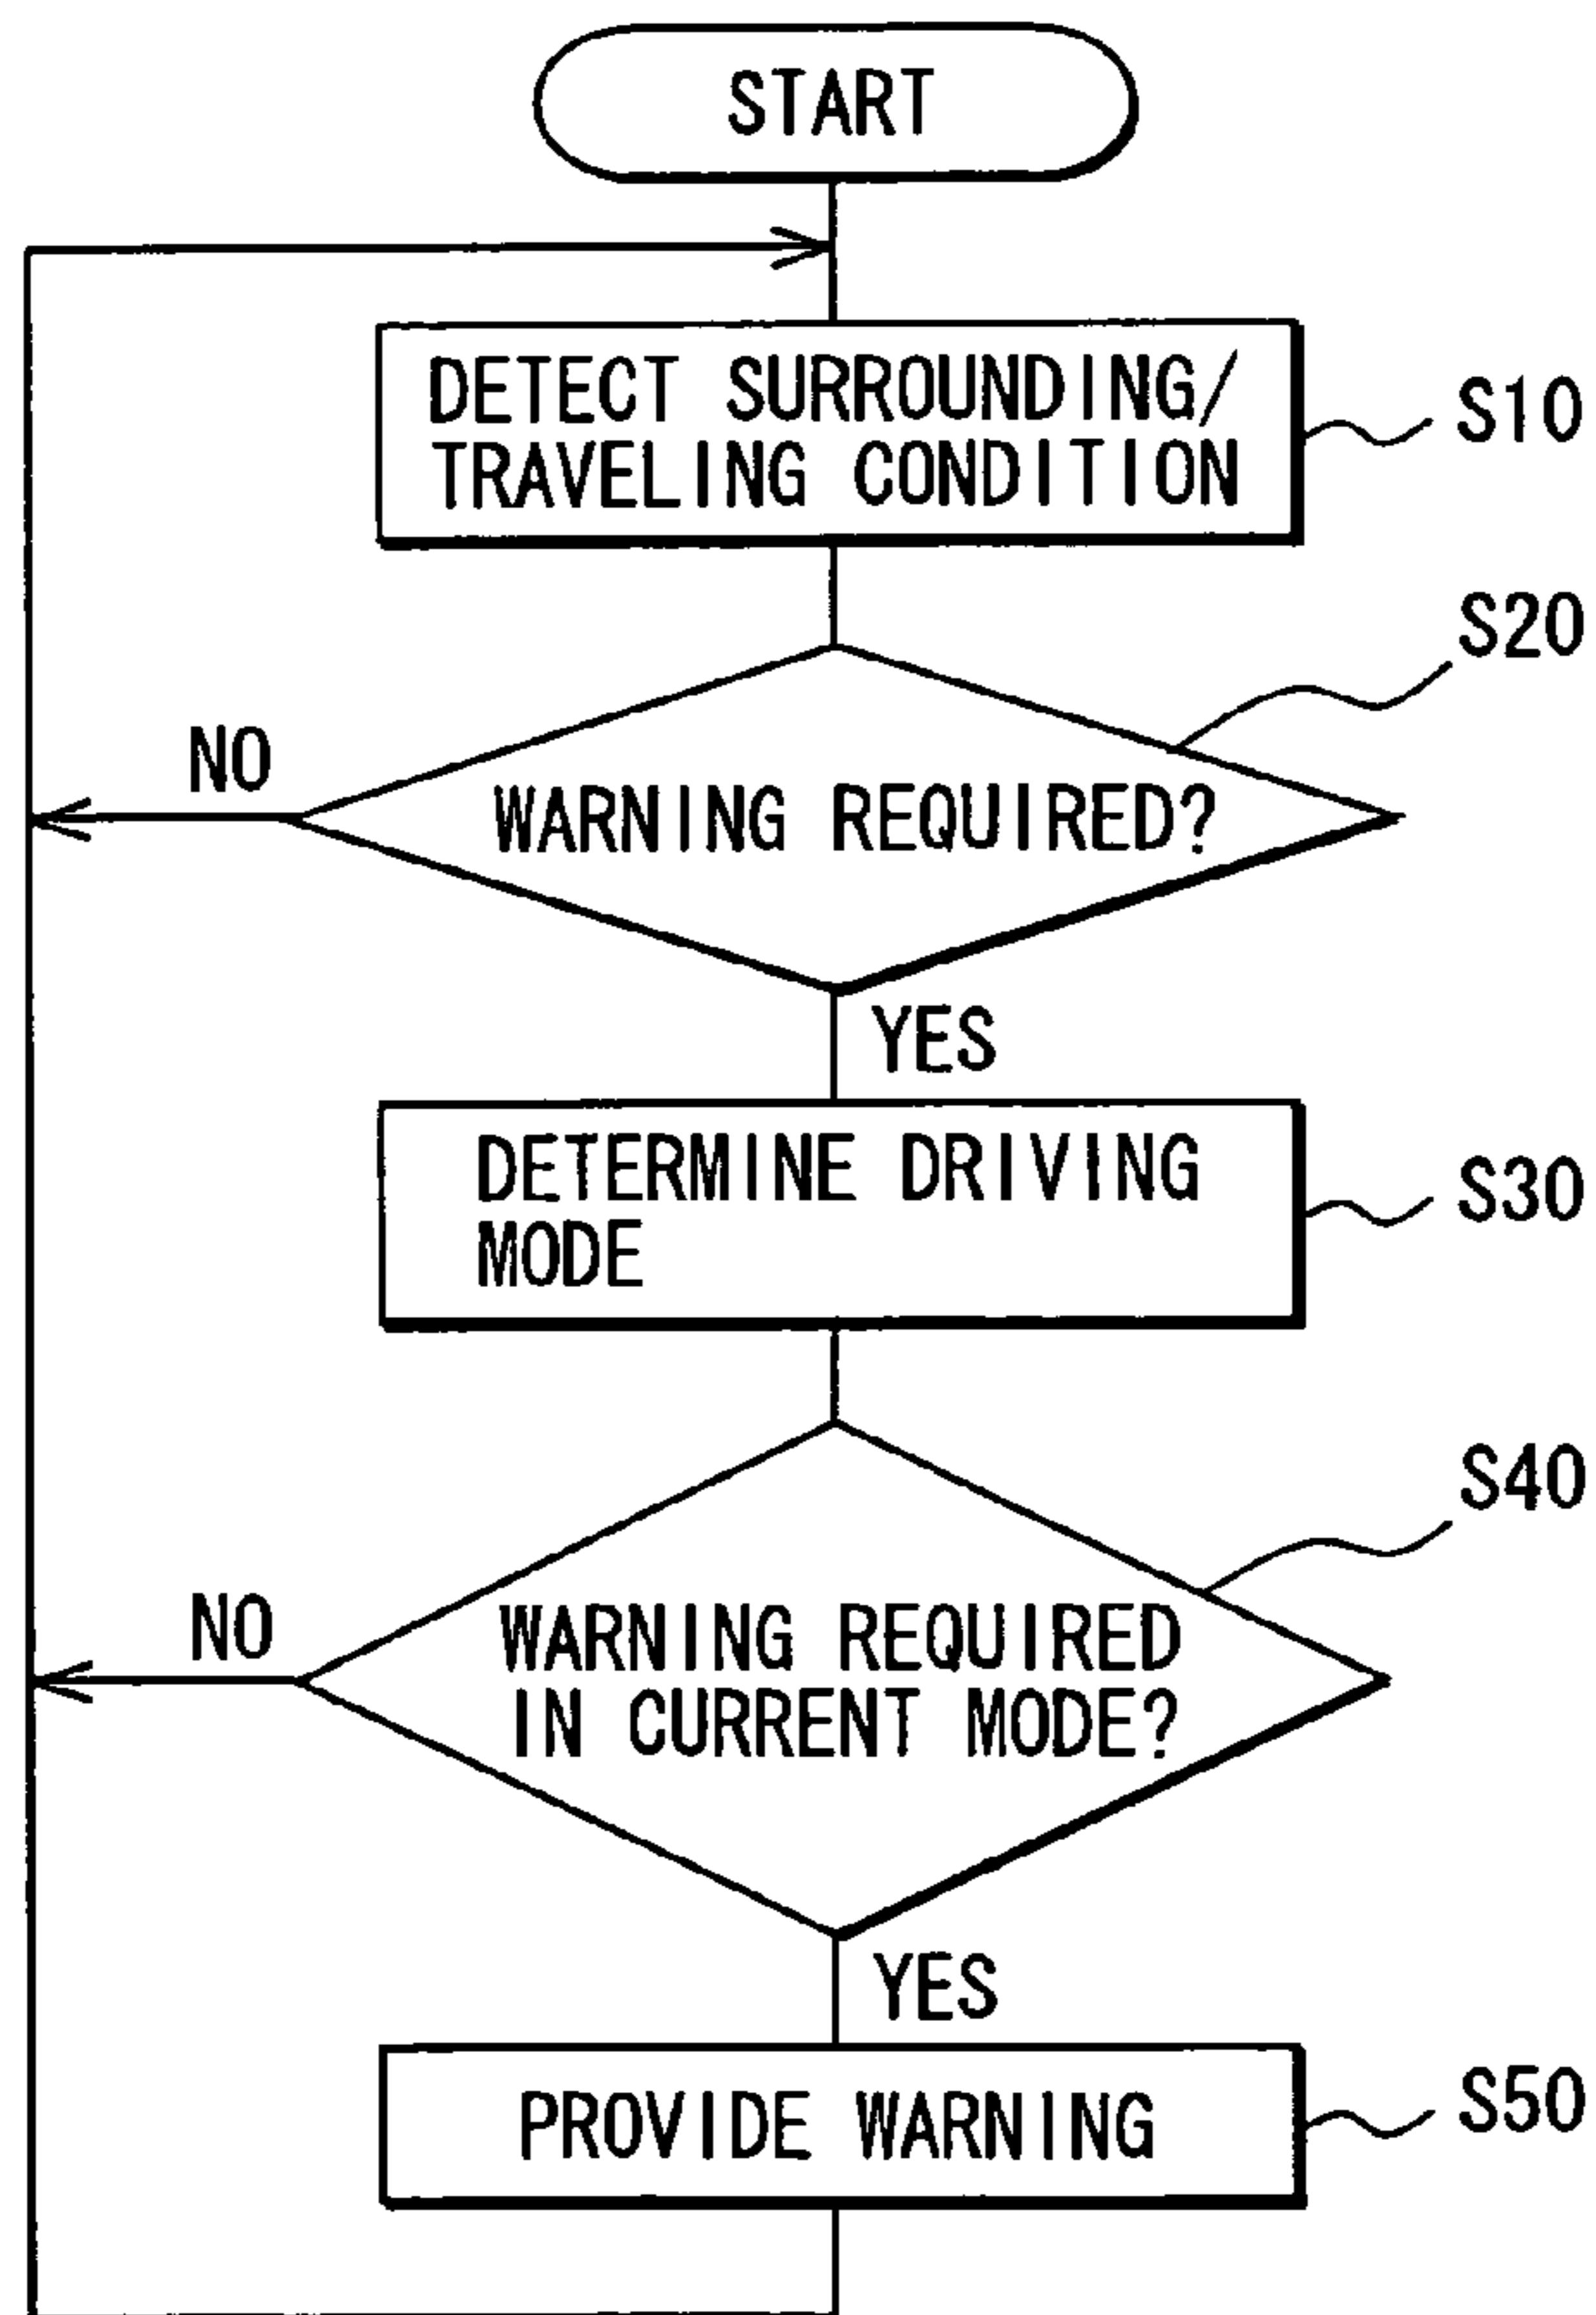 START
DETECT SURROUNDING/
TRAVELING CONDITION
S10
S20
NO
WARNING REQUIRED?
YES
DETERMINE DRIVING
MODE
S30
S40
NO
WARNING REQUIRED
IN CURRENT MODE?
YES
PROVIDE WARNING
S50